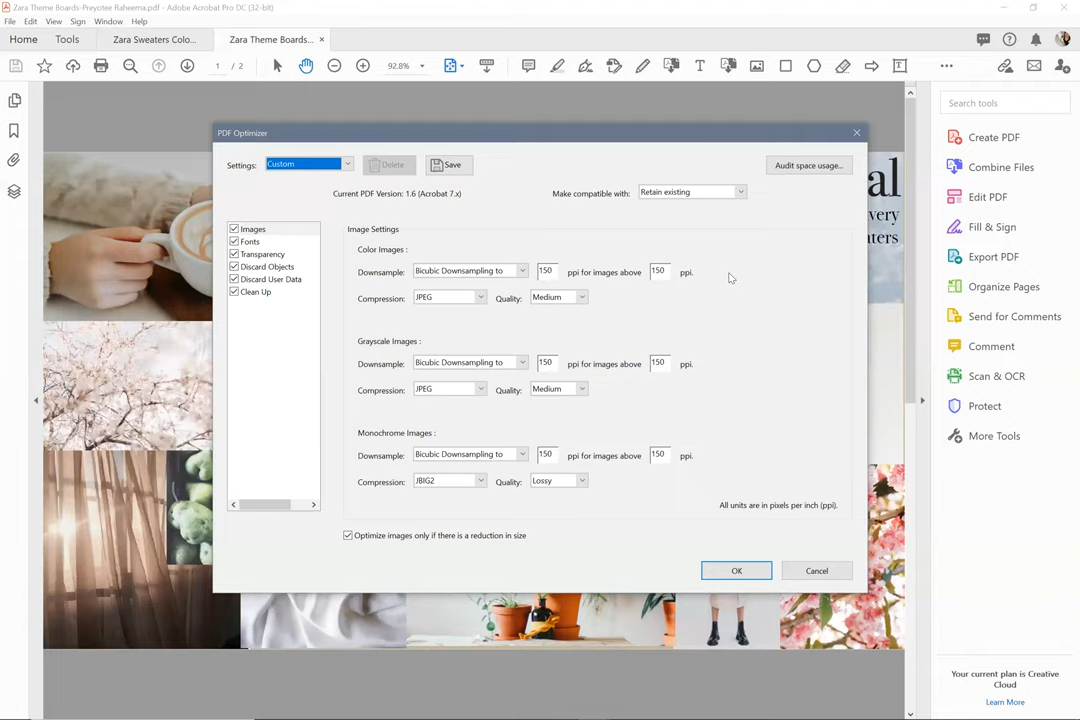 Zara Theme Boards-Preyotee Raheema.pdf - Adobe Acrobat Pro DC (32-bit)
File Edit View Sign Window Help
Home Tools Zara Sweaters Colo... Zara Theme Boards... ×
1 / 2 92.8%
PDF Optimizer
Settings: Custom Delete Save Audit space usage...
Current PDF Version: 1.6 (Acrobat 7.x) Make compatible with: Retain existing
Images
Fonts
Transparency
Discard Objects
Discard User Data
Clean Up
Image Settings
Color Images :
Downsample: Bicubic Downsampling to 150 ppi for images above 150 ppi.
Compression: JPEG Quality: Medium
Grayscale Images :
Downsample: Bicubic Downsampling to 150 ppi for images above 150 ppi.
Compression: JPEG Quality: Medium
Monochrome Images :
Downsample: Bicubic Downsampling to 150 ppi for images above 150 ppi.
Compression: JBIG2 Quality: Lossy
All units are in pixels per inch (ppi).
Optimize images only if there is a reduction in size
OK Cancel
al
very
ters
Search tools
Create PDF
Combine Files
Edit PDF
Fill & Sign
Export PDF
Organize Pages
Send for Comments
Comment
Scan & OCR
Protect
More Tools
Your current plan is Creative
Cloud
Learn More